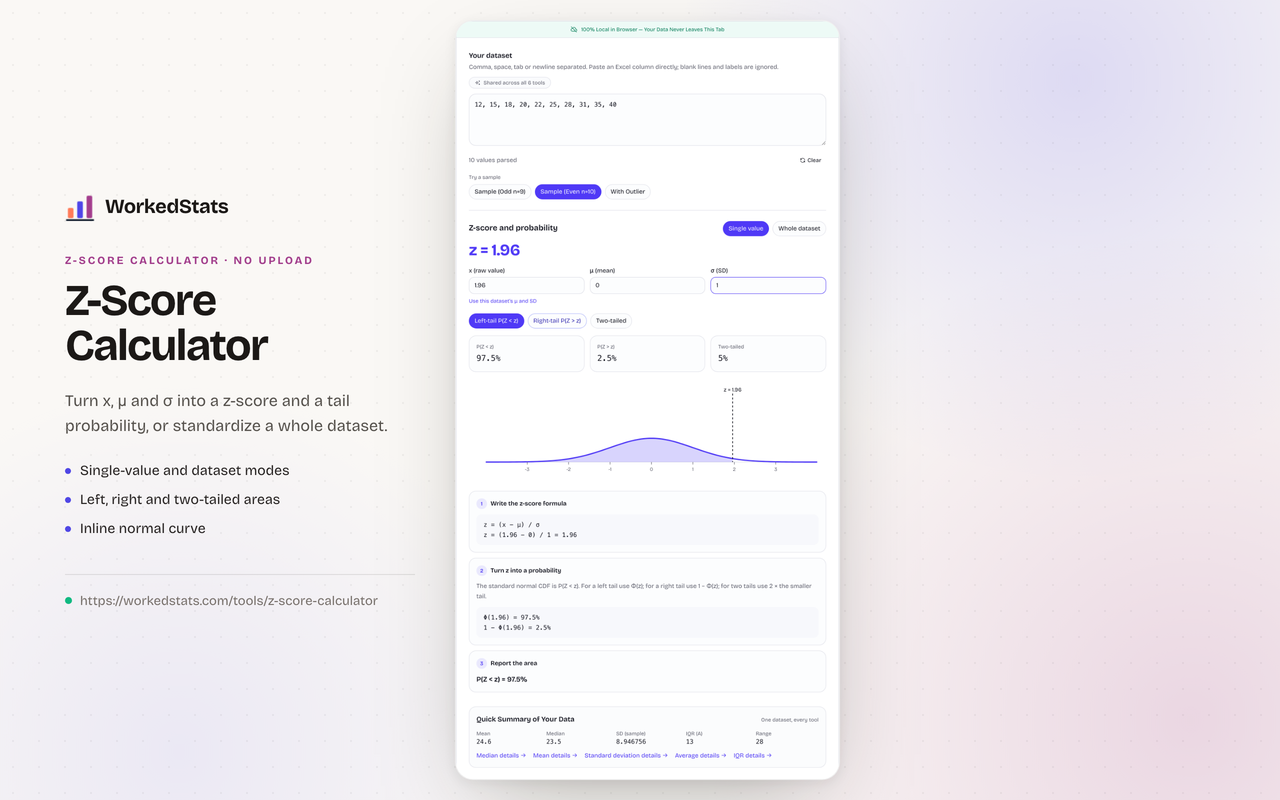 WorkedStats
Z-SCORE CALCULATOR · NO UPLOAD
Z-Score
Calculator
Turn x, μ and σ into a z-score and a tail
probability, or standardize a whole dataset.
Single-value and dataset modes
Left, right and two-tailed areas
Inline normal curve
https://workedstats.com/tools/z-score-calculator
100% Local in Browser — Your Data Never Leaves This Tab
Your dataset
Comma, space, tab or newline separated. Paste an Excel column directly; blank lines and labels are ignored.
Shared across all 6 tools
12, 15, 18, 20, 22, 25, 28, 31, 35, 40
10 values parsed
Clear
Try a sample
Sample (Odd n=9)
Sample (Even n=10)
With Outlier
Z-score and probability
Single value
Whole dataset
z = 1.96
x (raw value)
μ (mean)
σ (SD)
1.96
0
1
Use this dataset's μ and SD
Left-tail P(Z < z)
Right-tail P(Z > z)
Two-tailed
P(Z < z)
P(Z > z)
Two-tailed
97.5%
2.5%
5%
z = 1.96
-3 -2 -1 0 1 2 3
1 Write the z-score formula
z = (x − μ) / σ
z = (1.96 − 0) / 1 = 1.96
2 Turn z into a probability
The standard normal CDF is P(Z < z). For a left tail use Φ(z); for a right tail use 1 − Φ(z); for two tails use 2 × the smaller
tail.
Φ(1.96) = 97.5%
1 − Φ(1.96) = 2.5%
3 Report the area
P(Z < z) = 97.5%
Quick Summary of Your Data
One dataset, every tool
Mean Median SD (sample) IQR (A) Range
24.6 23.5 8.946756 13 28
Median details → Mean details → Standard deviation details → Average details → IQR details →